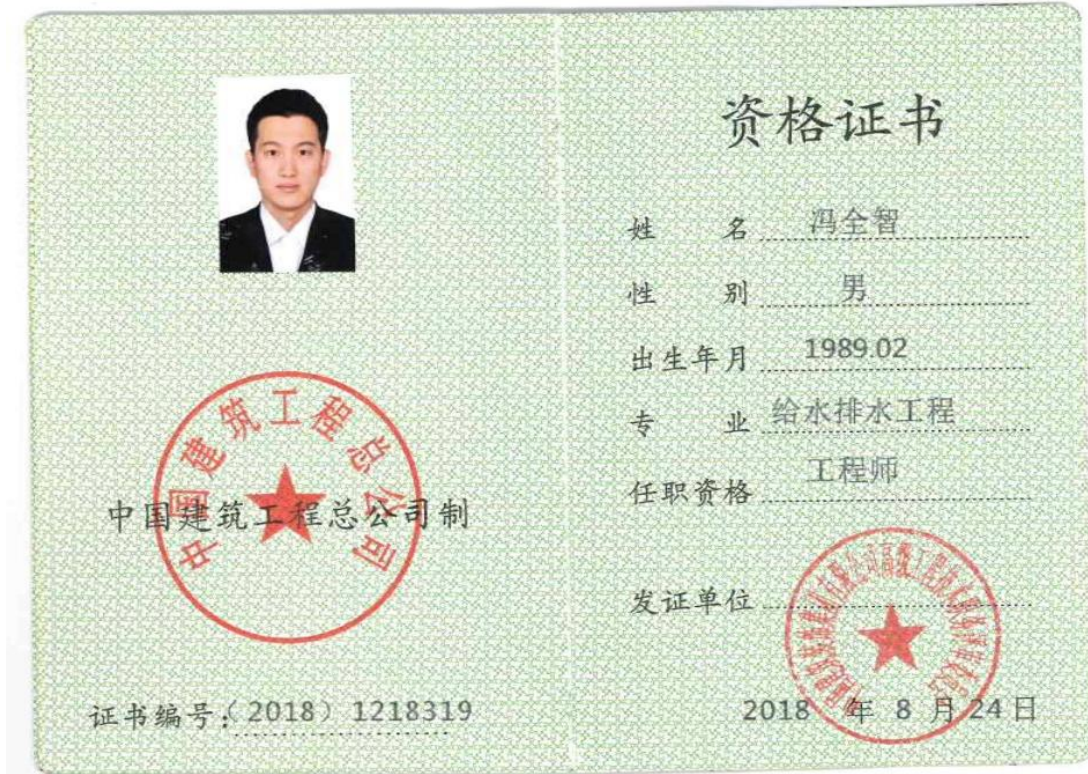 中国建筑工程总公司
中国建筑工程总公司制
证书编号:(2018) 1218319
资格证书
姓 名 冯全智
性 别 男
出生年月 1989.02
专 业 给水排水工程
任职资格 工程师
发证单位
2018 年 8 月 24 日